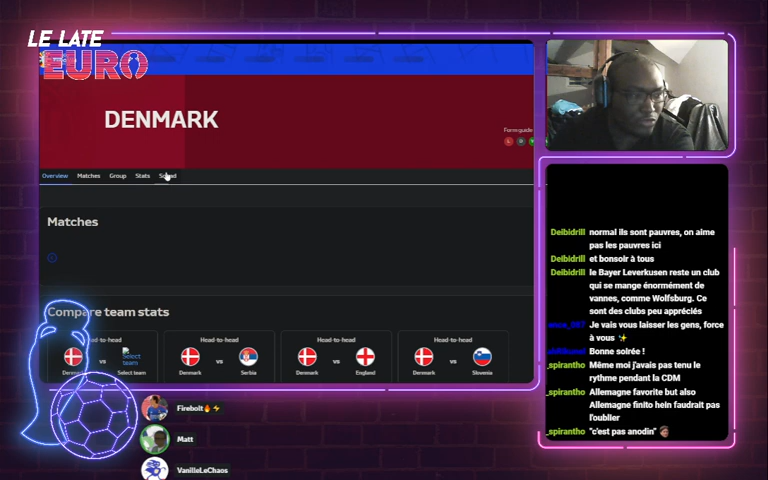 LE LATE
EURO
DENMARK
Form guide
Overview Matches Group Stats
Matches
Compare team stats
Head-to-head Head-to-head Head-to-head Head-to-head
Select team
Denmark vs Select team
Denmark vs Serbia
Denmark vs England
Denmark vs Slovenia
Firebolt
Matt
VanilleLeChaos
Deibidrill normal ils sont pauvres, on aime
pas les pauvres ici
Deibidrill et bonsoir à tous
Deibidrill le Bayer Leverkusen reste un club
qui se mange énormément de
vannes, comme Wolfsburg. Ce
sont des clubs peu appréciés
Je vais vous laisser les gens, force
à vous
Bonne soirée !
_spirantho Même moi j'avais pas tenu le
rythme pendant la CDM
_spirantho Allemagne favorite but also
Allemagne finito hein faudrait pas
l'oublier
_spirantho "c'est pas anodin"